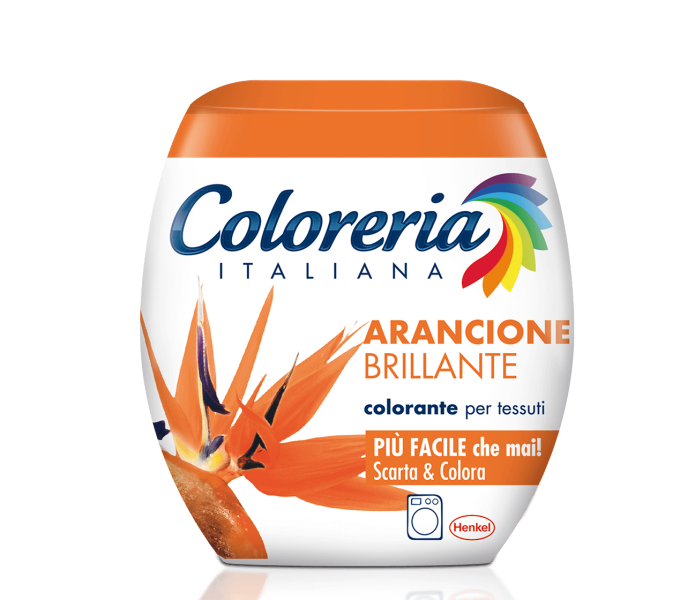 Coloreria
ITALIANA
ARANCIONE
BRILLANTE
colorante per tessuti
PIÙ FACILE che mai!
Scarta & Colora
Henkel